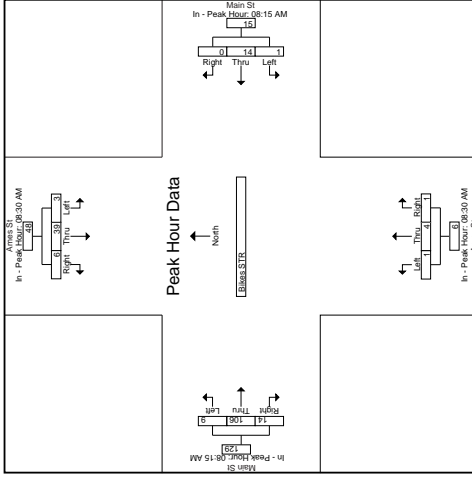 Main St
In - Peak Hour: 08:15 AM
15
0 14 1
Right Thru Left
Ames St
In - Peak Hour: 08:30 AM
48
6 39 3
Right Thru Left
Peak Hour Data
North
Bikes STR
Left Thru Right
1 4 1
6
In - Peak Hour: 08:30 AM
Left Thru Right
9 106 14
129
In - Peak Hour: 08:15 AM
Main St